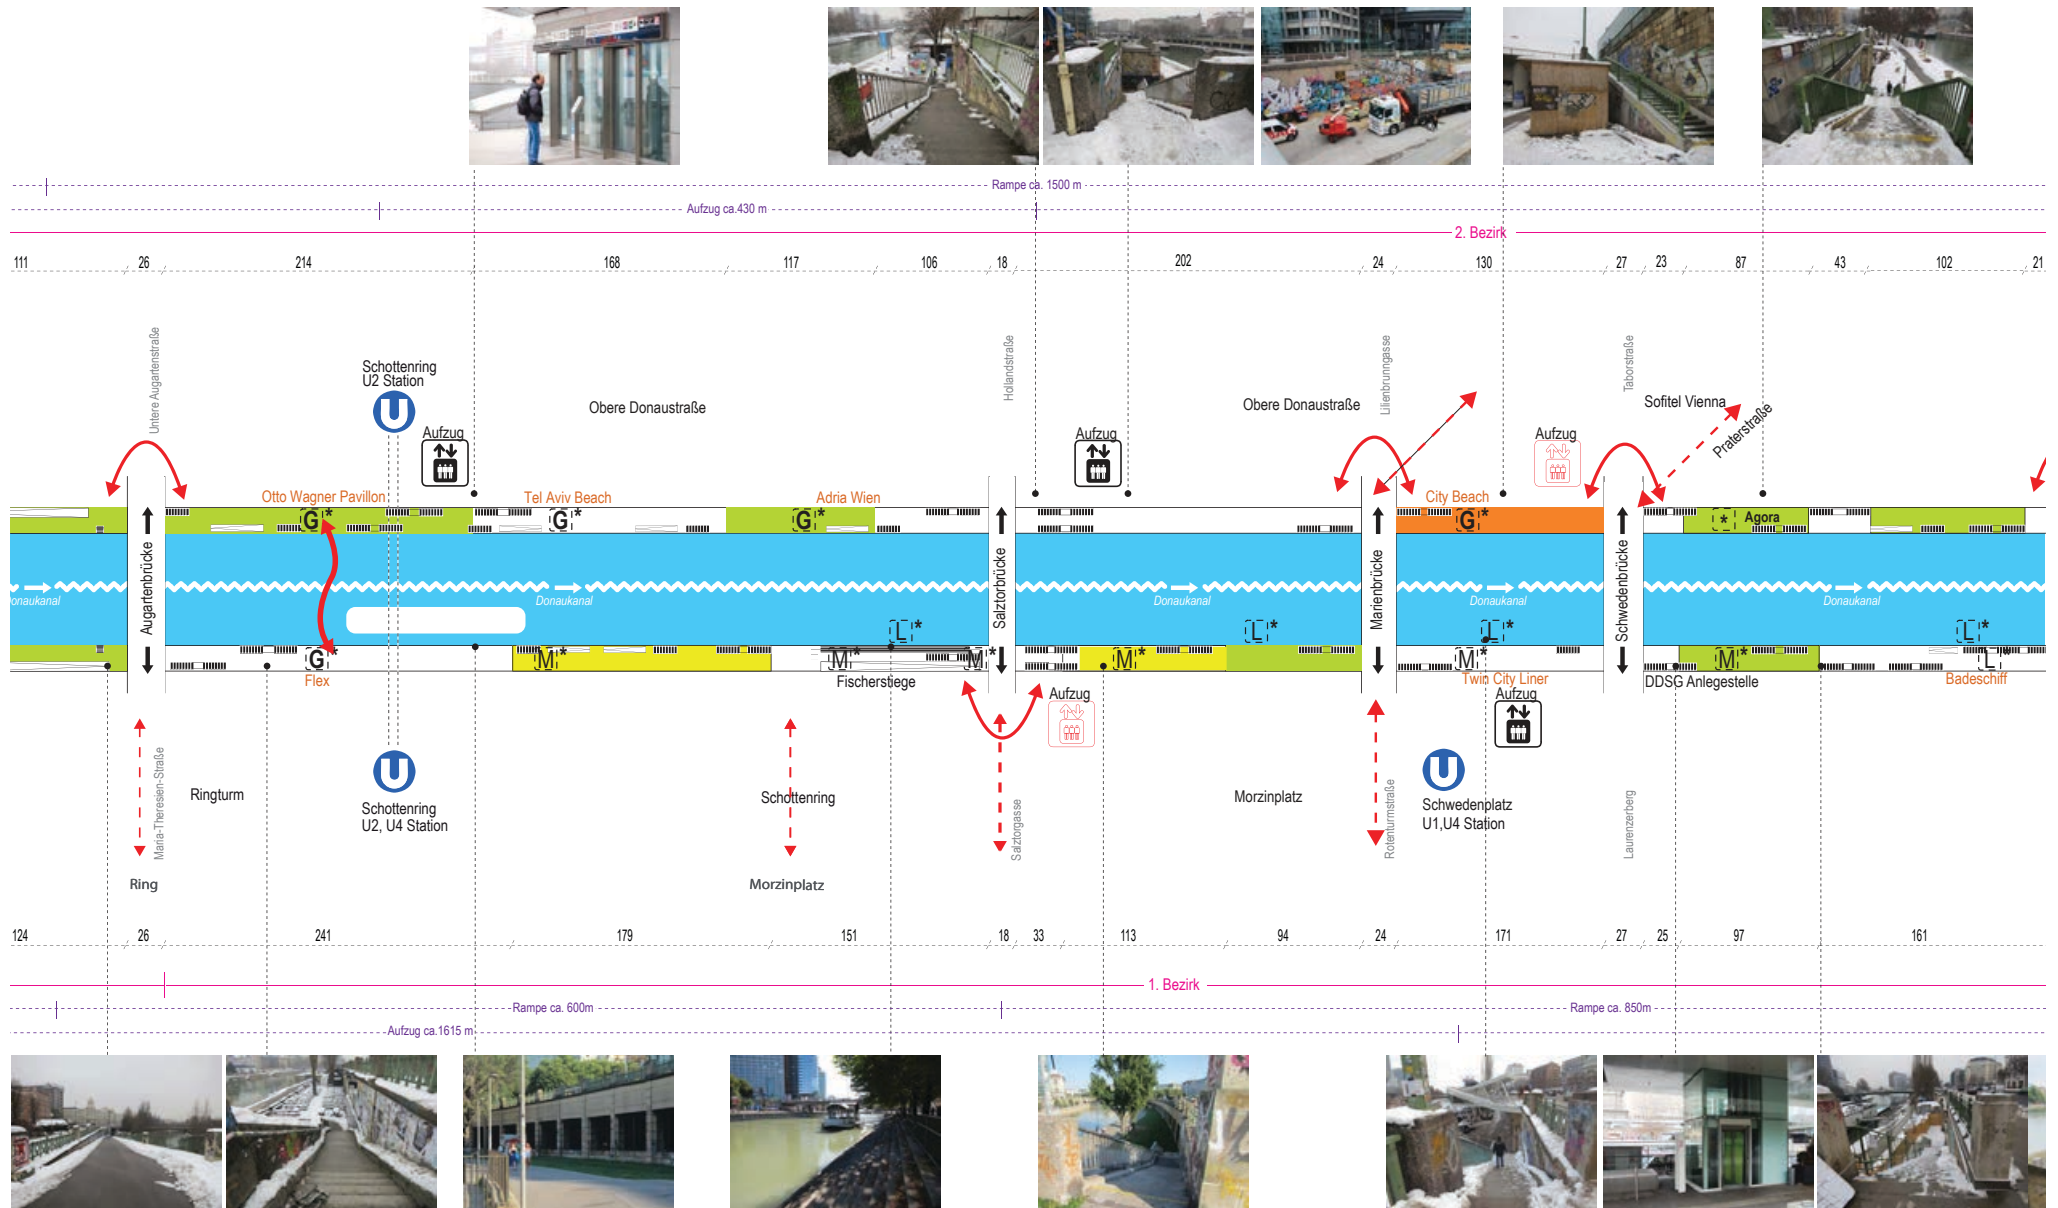 Rampe ca. 1500 m
Aufzug ca.430 m
2. Bezirk
111 26 214 168 117 106 18 202 24 130 27 23 87 43 102 21
Untere Augartenstraße
Schottenring
U2 Station
U
Aufzug
Obere Donaustraße
Hollandstraße
Aufzug
Obere Donaustraße
Lilienbrunngasse
Aufzug
Taborstraße
Sofitel Vienna
Praterstraße
Otto Wagner Pavillon
Tel Aviv Beach
Adria Wien
City Beach
G* G* G* G* * Agora
Augartenbrücke
Salztorbrücke
Marienbrücke
Schwedenbrücke
Donaukanal
Donaukanal
Donaukanal
Donaukanal
onaukanal
L* L* L* L*
G* M* M* M* M* M M* L*
Flex
Fischerstiege
Twin City Liner
DDSG Anlegestelle
Badeschiff
Aufzug
Aufzug
Maria-Theresien-Straße
Ringturm
U
Schottenring
U2, U4 Station
Schottenring
Salztorgasse
Morzinplatz
Rotenturmstraße
U
Schwedenplatz
U1,U4 Station
Laurenzerberg
Ring
Morzinplatz
124 26 241 179 151 18 33 113 94 24 171 27 25 97 161
1. Bezirk
Rampe ca. 600m
Rampe ca. 850m
Aufzug ca.1615 m